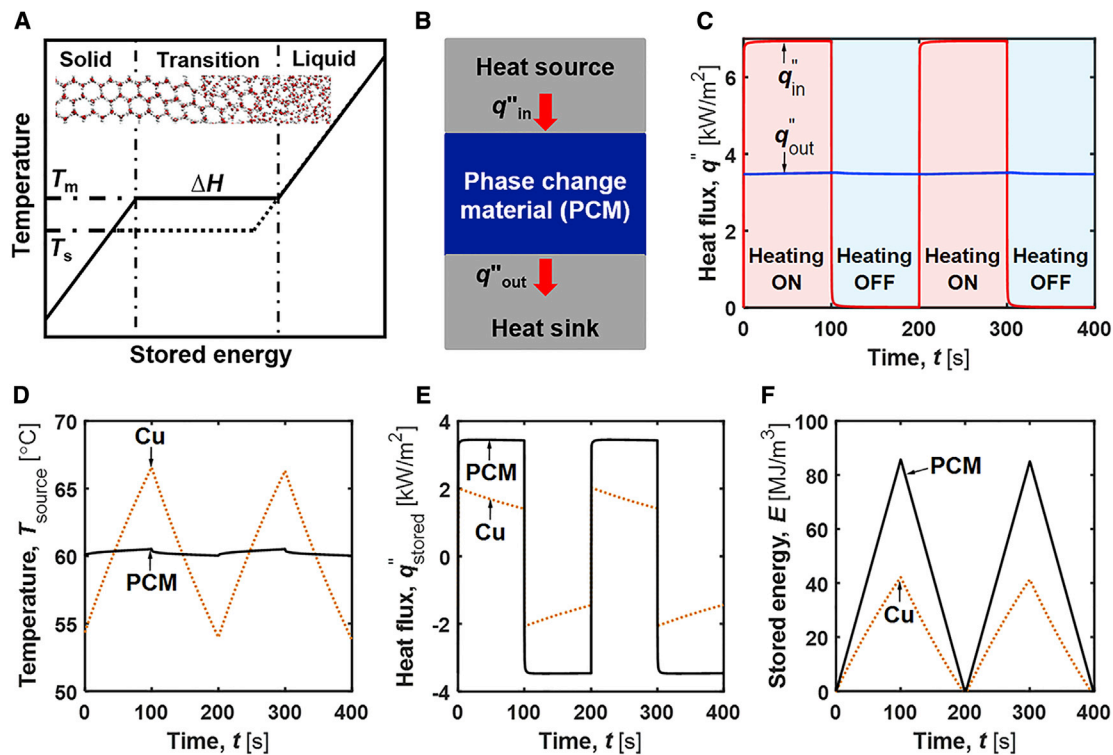 A
Solid
Transition
Liquid
Tm
ΔH
Ts
Temperature
Stored energy
B
Heat source
q"in
Phase change
material (PCM)
q"out
Heat sink
C
Heat flux, q" [kW/m²]
6
4
2
0
q"in
q"out
Heating
ON
Heating
OFF
Heating
ON
Heating
OFF
0 100 200 300 400
Time, t [s]
D
Temperature, Tsource [°C]
70
65
60
55
50
Cu
PCM
0 100 200 300 400
Time, t [s]
E
Heat flux, q"stored [kW/m²]
4
2
0
-2
-4
PCM
Cu
0 100 200 300 400
Time, t [s]
F
Stored energy, E [MJ/m³]
100
80
60
40
20
0
PCM
Cu
0 100 200 300 400
Time, t [s]